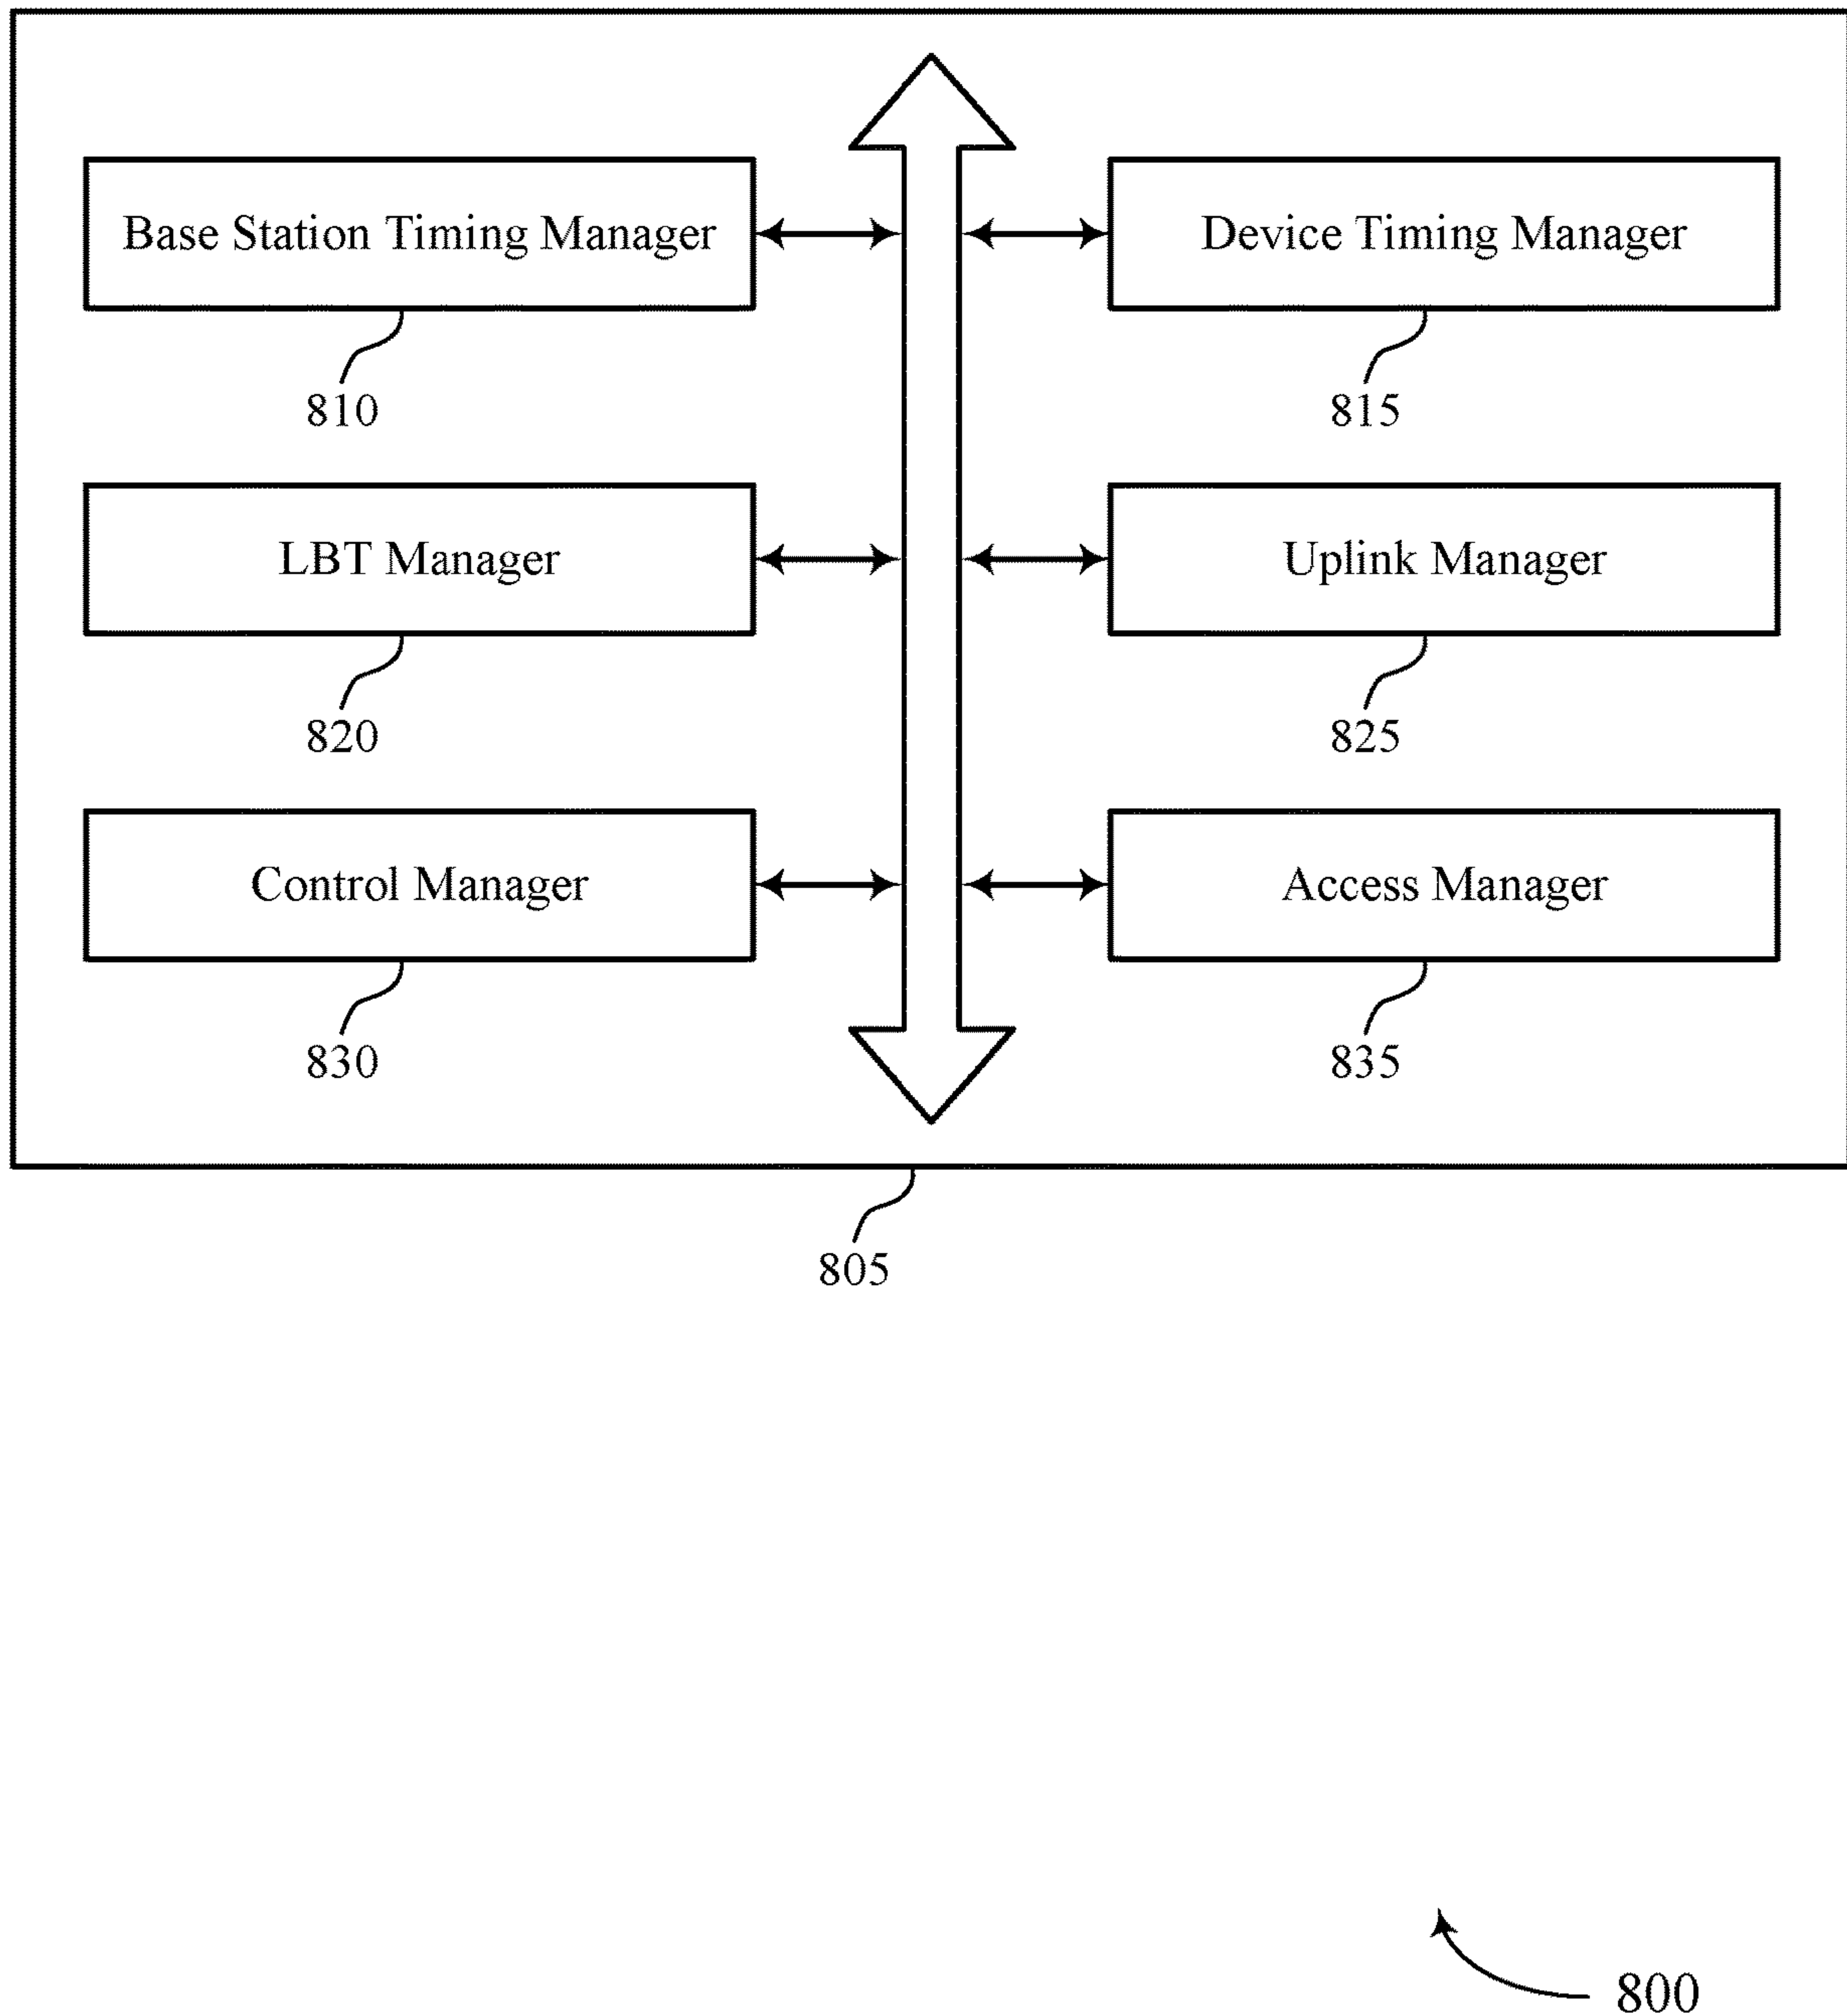 Base Station Timing Manager
Device Timing Manager
810
815
LBT Manager
Uplink Manager
820
825
Control Manager
Access Manager
830
835
805
800